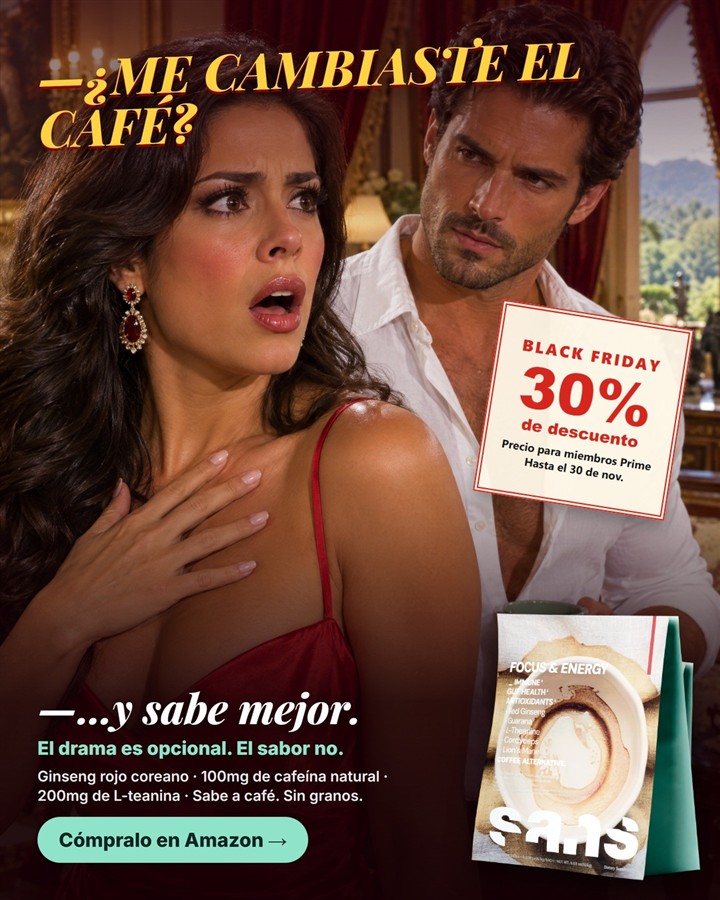 —¿ME CAMBIASTE EL
CAFÉ?
BLACK FRIDAY
30%
de descuento
Precio para miembros Prime
Hasta el 30 de nov.
—...y sabe mejor.
El drama es opcional. El sabor no.
Ginseng rojo coreano · 100mg de cafeína natural ·
200mg de L-teanina · Sabe a café. Sin granos.
Cómpralo en Amazon →
FOCUS & ENERGY
IMMUNE+
GUT HEALTH+
ANTIOXIDANTS+
Red Ginseng
Guarana
L-Theanine
Cordyceps
Lion's Mane
COFFEE ALTERNATIVE
sans